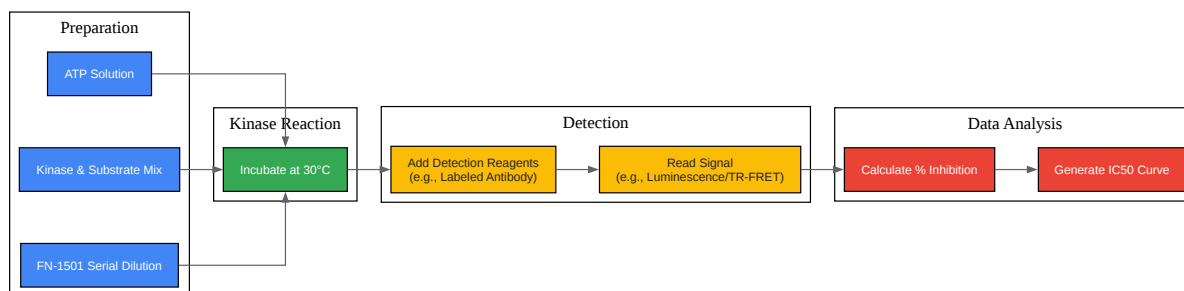 Preparation
ATP Solution
Kinase & Substrate Mix
FN-1501 Serial Dilution
Kinase Reaction
Incubate at 30°C
Detection
Add Detection Reagents
(e.g., Labeled Antibody)
Read Signal
(e.g., Luminescence/TR-FRET)
Data Analysis
Calculate % Inhibition
Generate IC50 Curve